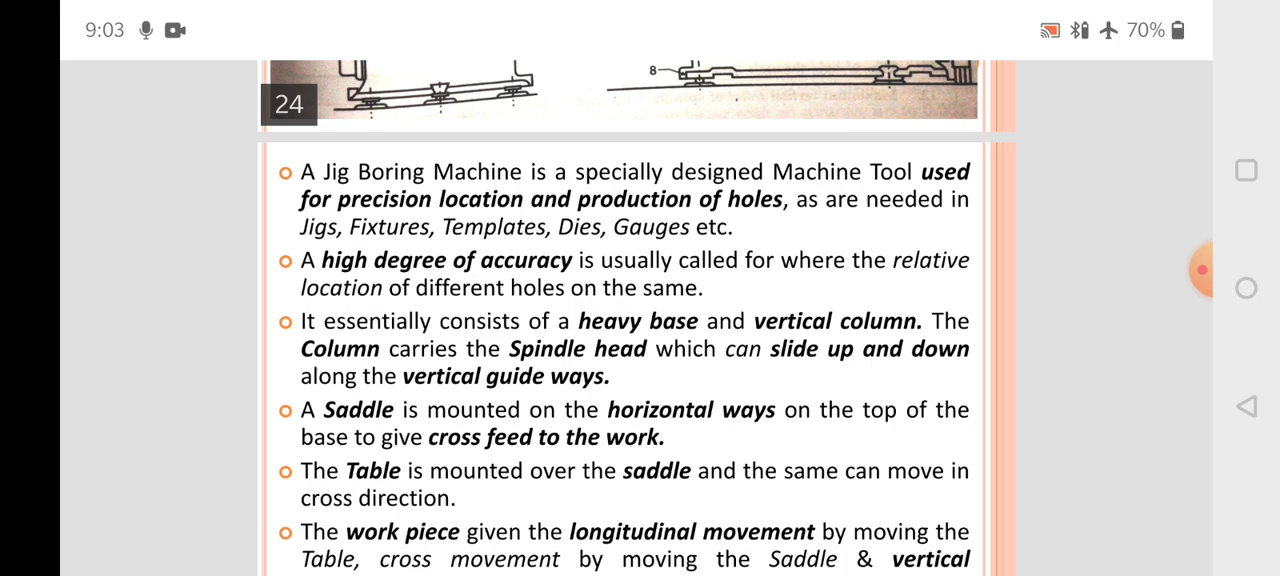 9:03 70%
8
24
A Jig Boring Machine is a specially designed Machine Tool used
for precision location and production of holes, as are needed in
Jigs, Fixtures, Templates, Dies, Gauges etc.
A high degree of accuracy is usually called for where the relative
location of different holes on the same.
It essentially consists of a heavy base and vertical column. The
Column carries the Spindle head which can slide up and down
along the vertical guide ways.
A Saddle is mounted on the horizontal ways on the top of the
base to give cross feed to the work.
The Table is mounted over the saddle and the same can move in
cross direction.
The work piece given the longitudinal movement by moving the
Table, cross movement by moving the Saddle & vertical